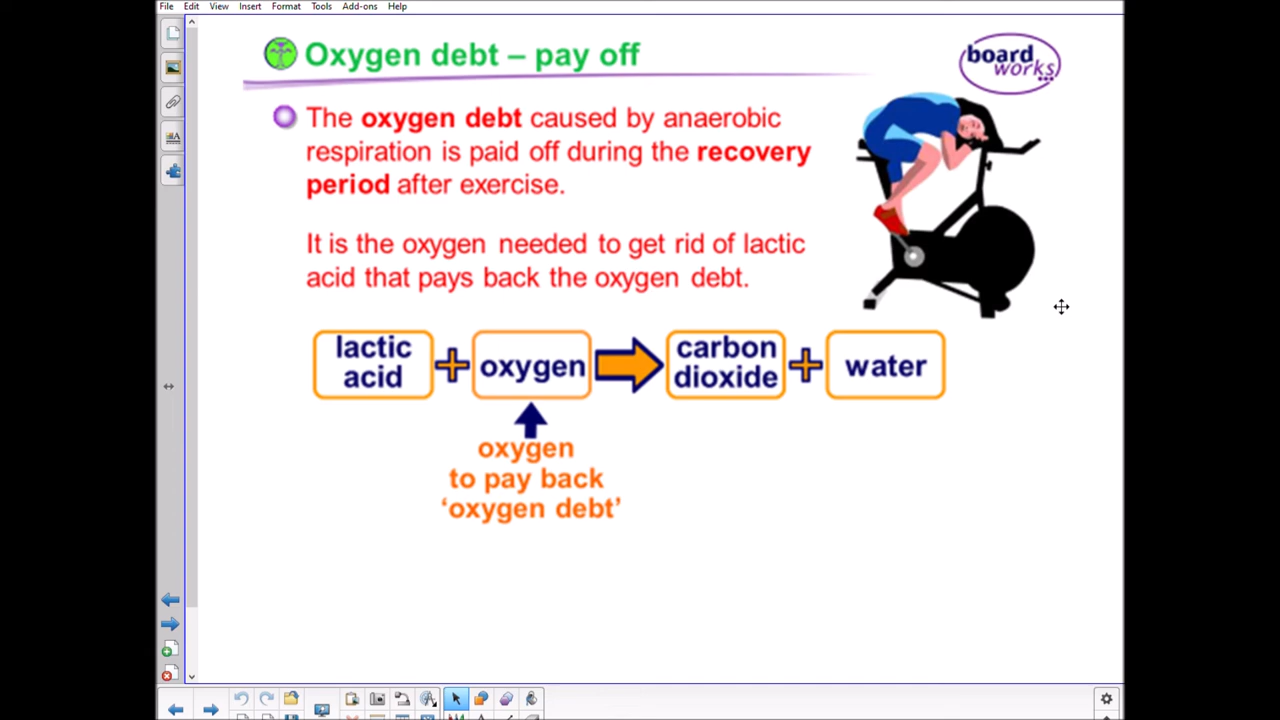 File Edit View Insert Format Tools Add-ons Help
Oxygen debt – pay off
board
works
The oxygen debt caused by anaerobic
respiration is paid off during the recovery
period after exercise.
It is the oxygen needed to get rid of lactic
acid that pays back the oxygen debt.
lactic
acid
oxygen
carbon
dioxide
water
oxygen
to pay back
‘oxygen debt’